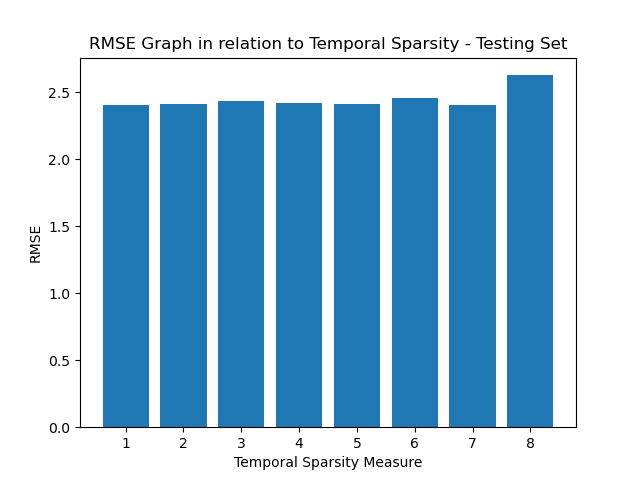 RMSE Graph in relation to Temporal Sparsity - Testing Set
2.5
2.0
1.5
1.0
0.5
0.0
RMSE
1 2 3 4 5 6 7 8
Temporal Sparsity Measure